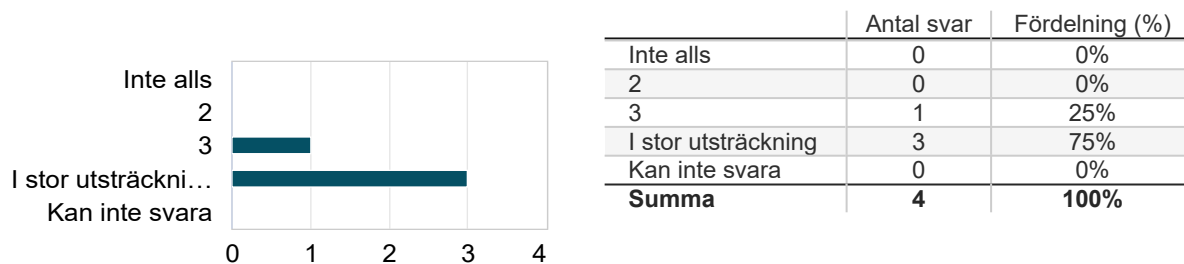 Inte alls
2
3
I stor utsträckni…
Kan inte svara
0 1 2 3 4
Antal svar Fördelning (%)
Inte alls 0 0%
2 0 0%
3 1 25%
I stor utsträckning 3 75%
Kan inte svara 0 0%
Summa 4 100%